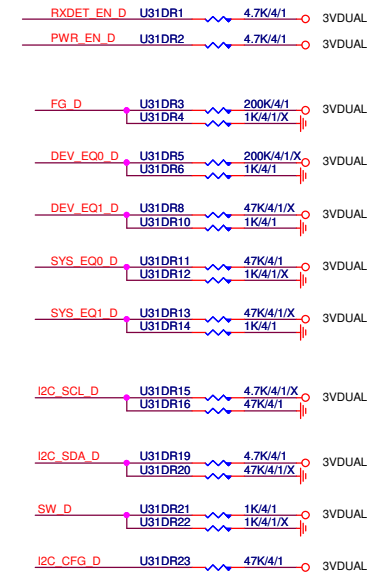 RXDET_EN_D U31DR1 4.7K/4/1 3VDUAL
PWR_EN_D U31DR2 4.7K/4/1 3VDUAL
FG_D U31DR3 200K/4/1 3VDUAL
U31DR4 1K/4/1/X
DEV_EQ0_D U31DR5 200K/4/1/X 3VDUAL
U31DR6 1K/4/1
DEV_EQ1_D U31DR8 47K/4/1/X 3VDUAL
U31DR10 1K/4/1
SYS_EQ0_D U31DR11 47K/4/1 3VDUAL
U31DR12 1K/4/1/X
SYS_EQ1_D U31DR13 47K/4/1/X 3VDUAL
U31DR14 1K/4/1
I2C_SCL_D U31DR15 4.7K/4/1/X 3VDUAL
U31DR16 47K/4/1
I2C_SDA_D U31DR19 4.7K/4/1 3VDUAL
U31DR20 47K/4/1/X
SW_D U31DR21 1K/4/1 3VDUAL
U31DR22 1K/4/1/X
I2C_CFG_D U31DR23 47K/4/1 3VDUAL